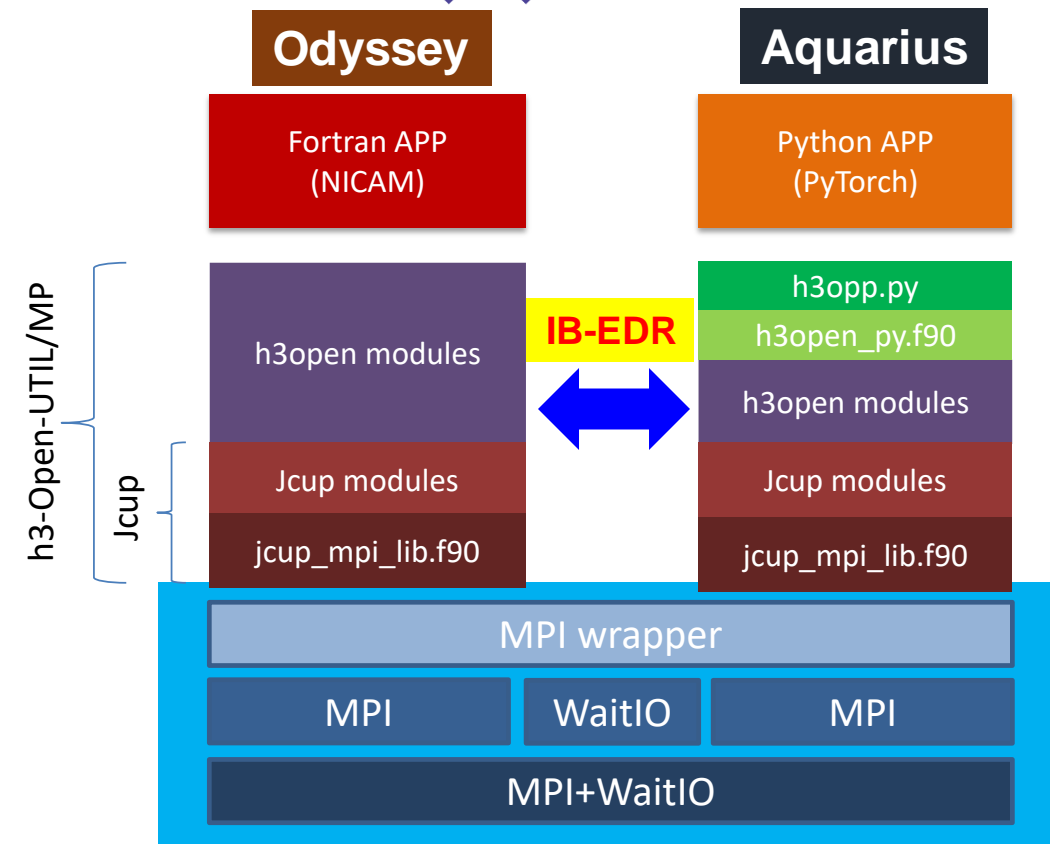 Odyssey
Aquarius
Fortran APP
(NICAM)
Python APP
(PyTorch)
h3-Open-UTIL/MP
Jcup
h3open modules
Jcup modules
jcup_mpi_lib.f90
IB-EDR
h3opp.py
h3open_py.f90
h3open modules
Jcup modules
jcup_mpi_lib.f90
MPI wrapper
MPI
WaitIO
MPI
MPI+WaitIO